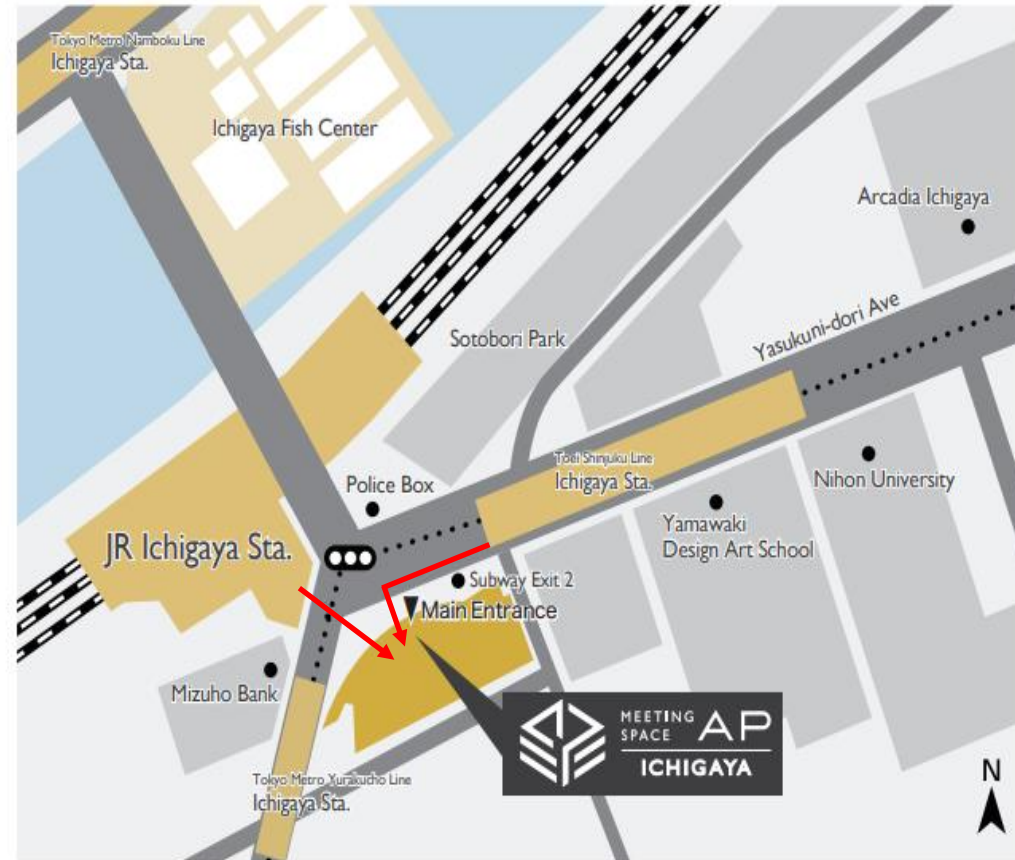 Tokyo Metro Namboku Line
Ichigaya Sta.
Ichigaya Fish Center
Arcadia Ichigaya
Sotobori Park
Yasukuni-dori Ave
Toei Shinjuku Line
Ichigaya Sta.
Nihon University
Police Box
Yamawaki
Design Art School
JR Ichigaya Sta.
Subway Exit 2
Main Entrance
Mizuho Bank
MEETING
SPACE
AP
ICHIGAYA
Tokyo Metro Yurakucho Line
Ichigaya Sta.
N